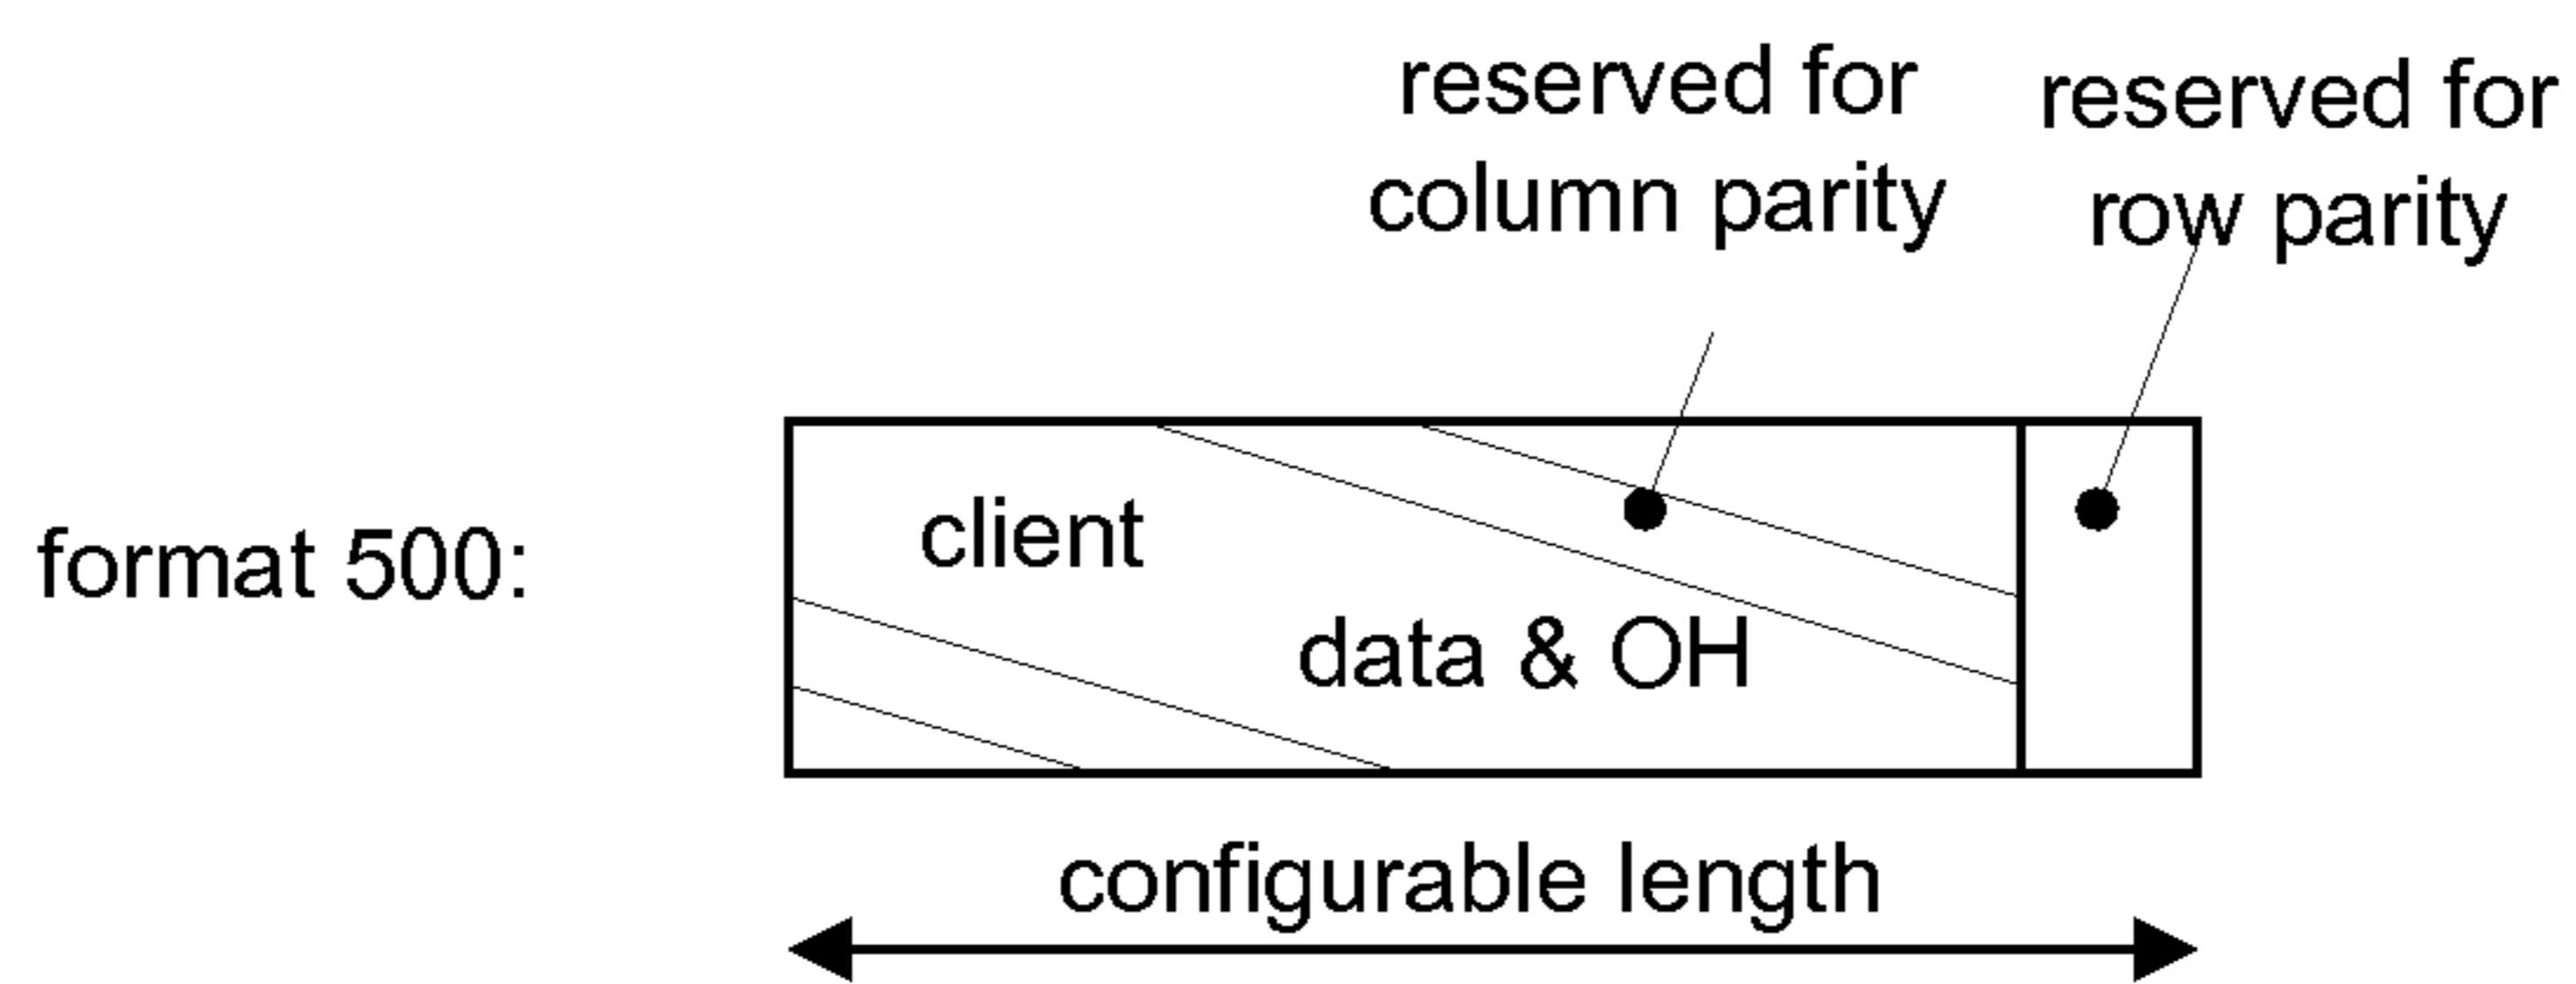 reserved for
column parity
reserved for
row parity
format 500:
client
data & OH
configurable length